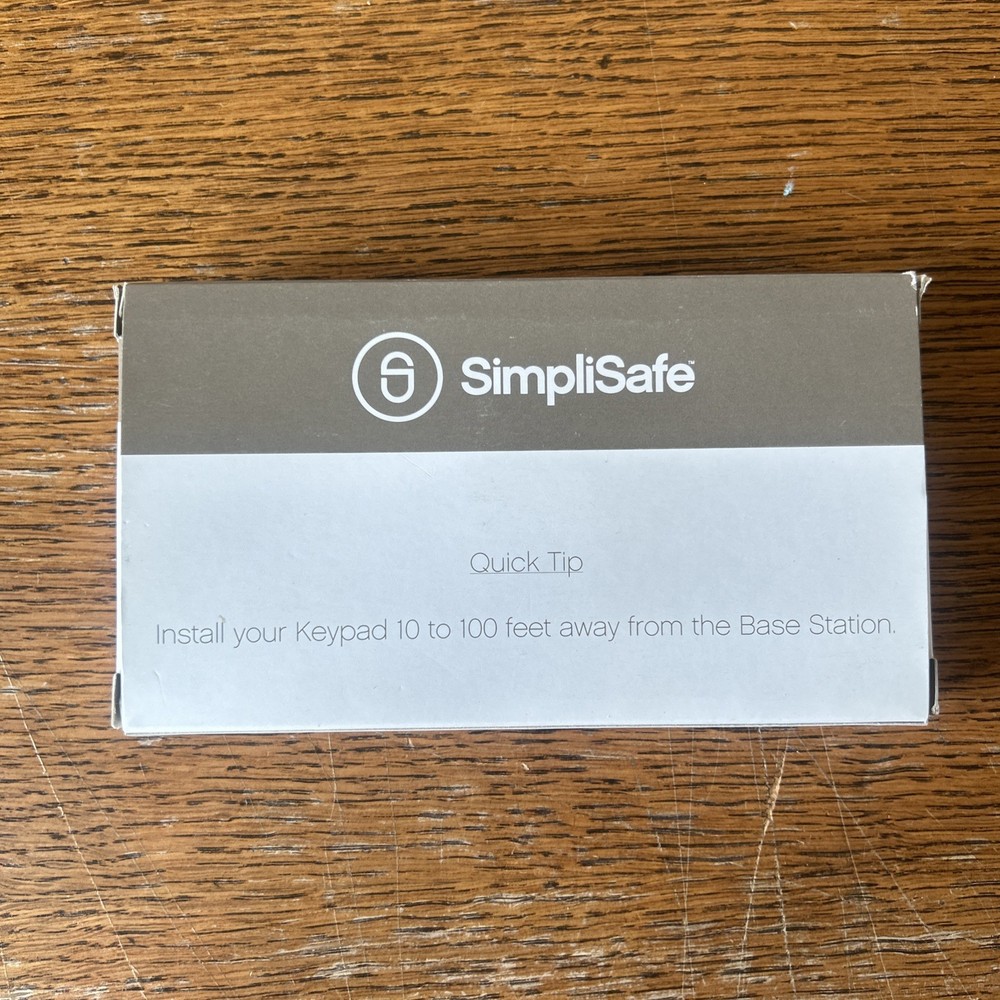 SimpliSafe™
Quick Tip
Install your Keypad 10 to 100 feet away from the Base Station.